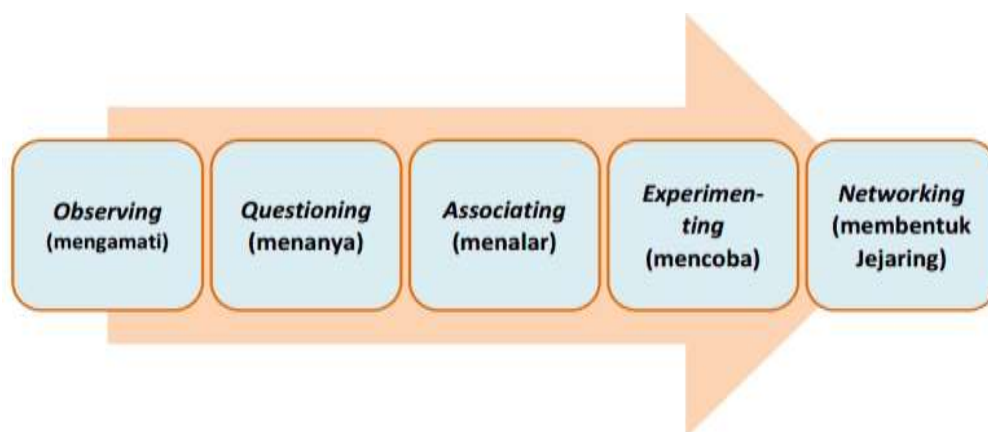 Observing
(mengamati)
Questioning
(menanya)
Associating
(menalar)
Experimen-
ting
(mencoba)
Networking
(membentuk
Jejaring)